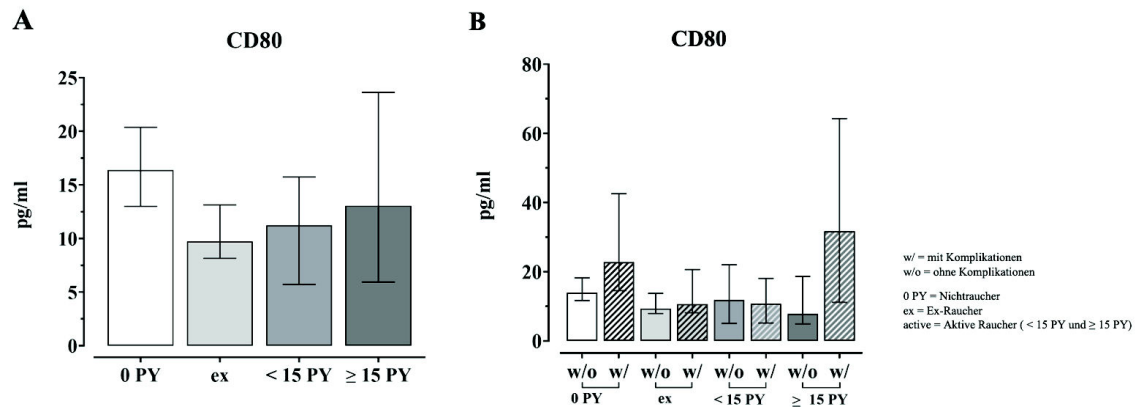 A
CD80
pg/ml
25
20
15
10
5
0
0 PY ex < 15 PY ≥ 15 PY
B
CD80
pg/ml
80
60
40
20
0
w/o w/ w/o w/ w/o w/ w/o w/
0 PY ex < 15 PY ≥ 15 PY
w/ = mit Komplikationen
w/o = ohne Komplikationen
0 PY = Nichtraucher
ex = Ex-Raucher
active = Aktive Raucher ( < 15 PY und ≥ 15 PY)